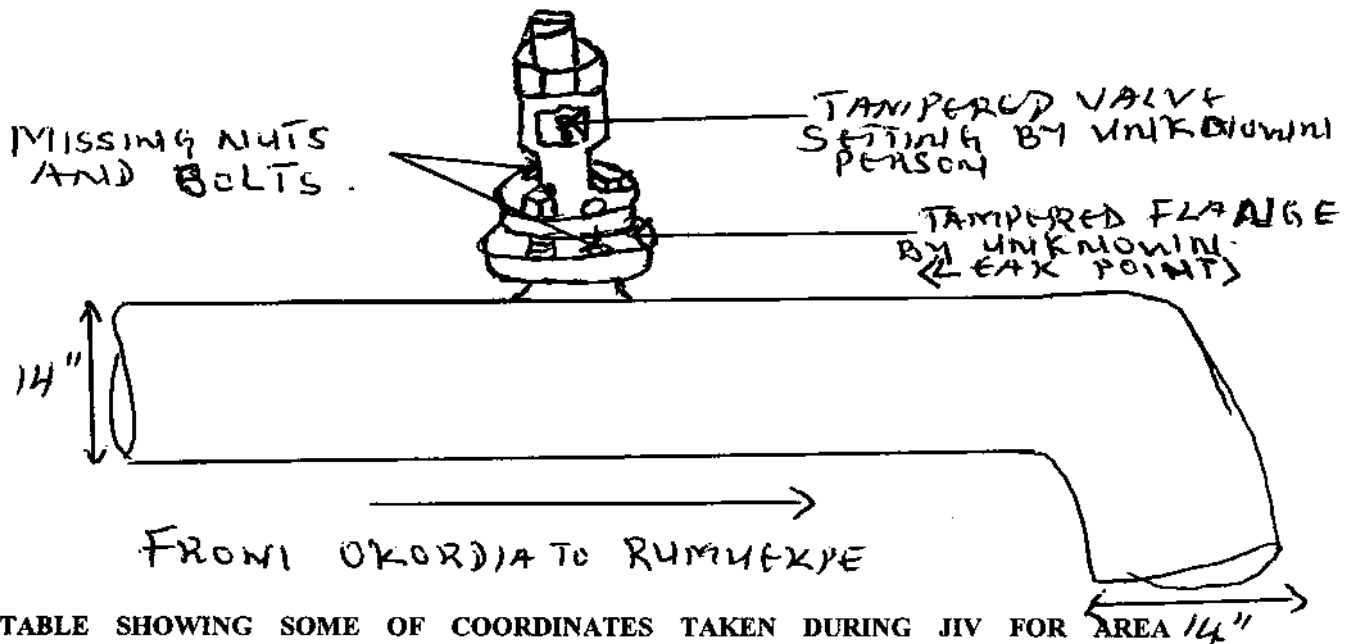 MISSING NUTS
AND BOLTS.
TAMPERED VALVE
SETTING BY UNKNOWN
PERSON
TAMPERED FLANGE
BY UNKNOWN.
<LEAK POINT>
14"
FROM OKORDIA TO RUMUEKPE
TABLE SHOWING SOME OF COORDINATES TAKEN DURING JIV FOR AREA
14"